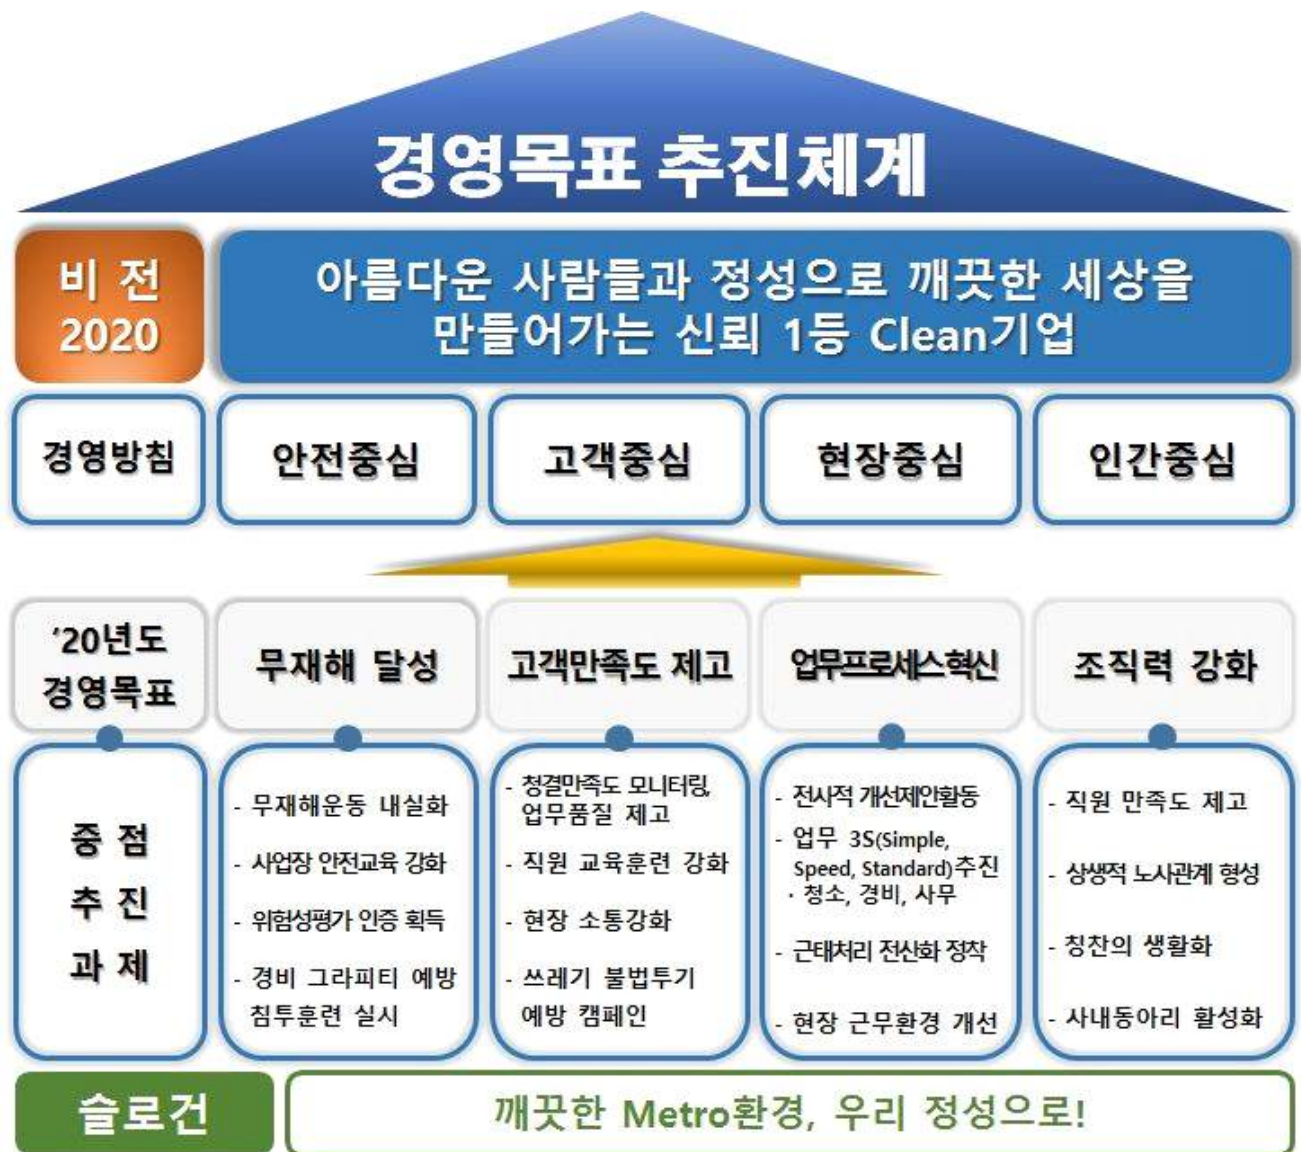 경영목표 추진체계
비 전
2020
아름다운 사람들과 정성으로 깨끗한 세상을
만들어가는 신뢰 1등 Clean기업
경영방침
안전중심
고객중심
현장중심
인간중심
‘20년도
경영목표
무재해 달성
고객만족도 제고
업무프로세스혁신
조직력 강화
중 점
추 진
과 제
- 무재해운동 내실화
- 사업장 안전교육 강화
- 위험성평가 인증 획득
- 경비 그라피티 예방
침투훈련 실시
- 청결만족도 모니터링,
업무품질 제고
- 직원 교육훈련 강화
- 현장 소통강화
- 쓰레기 불법투기
예방 캠페인
- 전사적 개선제안활동
- 업무 3S(Simple,
Speed, Standard)추진
· 청소, 경비, 사무
- 근태처리 전산화 정착
- 현장 근무환경 개선
- 직원 만족도 제고
- 상생적 노사관계 형성
- 칭찬의 생활화
- 사내동아리 활성화
슬로건
깨끗한 Metro환경, 우리 정성으로!